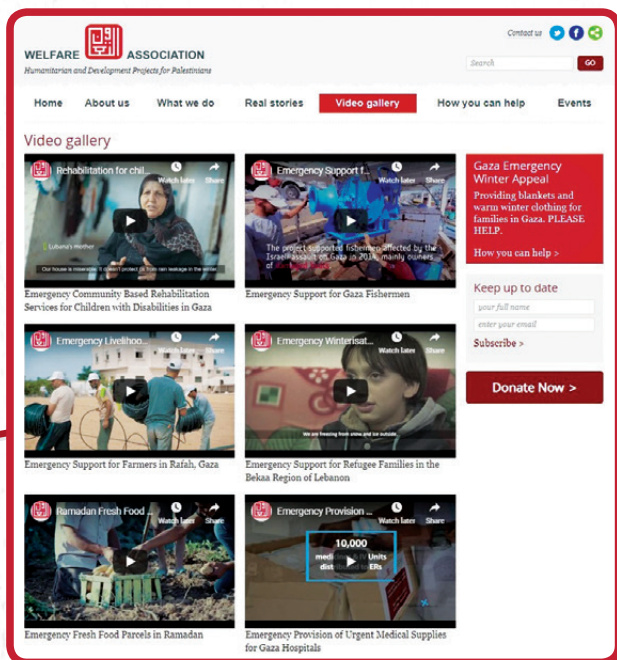 Contact us
WELFARE ASSOCIATION
Humanitarian and Development Projects for Palestinians
Search GO
Home About us What we do Real stories Video gallery How you can help Events
Video gallery
Rehabilitation for chil...
Watch later Share
Lubana's mother
Our house is miserable. It doesn't protect us from rain leakage in the winter.
Emergency Community Based Rehabilitation
Services for Children with Disabilities in Gaza
Emergency Support f...
Watch later Share
The project supported fishermen affected by the
Israeli assault on Gaza in 2014, mainly owners
of
Emergency Support for Gaza Fishermen
Emergency Livelihoo...
Watch later Share
Emergency Support for Farmers in Rafah, Gaza
Emergency Winterisat...
Watch later Share
We are freezing from snow and ice outside.
Emergency Support for Refugee Families in the
Bekaa Region of Lebanon
Ramadan Fresh Food ...
Watch later Share
Emergency Fresh Food Parcels in Ramadan
Emergency Provision ...
Watch later Share
10,000
Units
ERs
Emergency Provision of Urgent Medical Supplies
for Gaza Hospitals
Gaza Emergency
Winter Appeal
Providing blankets and
warm winter clothing for
families in Gaza. PLEASE
HELP.
How you can help >
Keep up to date
your full name
enter your email
Subscribe >
Donate Now >